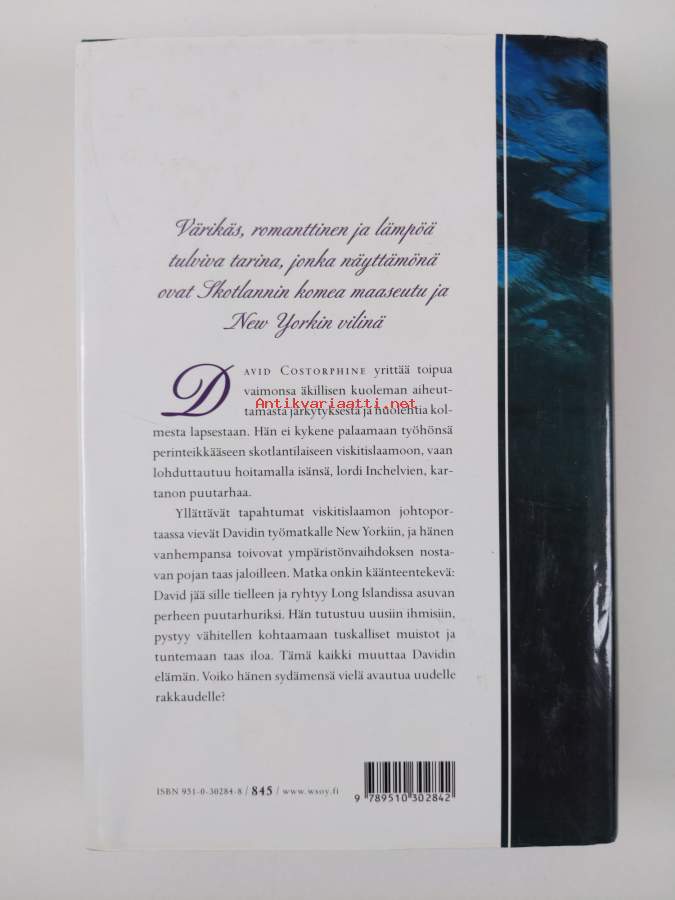 Värikäs, romanttinen ja lämpöä
tulviva tarina, jonka näyttämönä
ovat Skotlannin komea maaseutu ja
New Yorkin vilinä
DAVID COSTORPHINE yrittää toipua
vaimonsa äkillisen kuoleman aiheut-
Antikvariaatti.net
tamasta järkytyksestä ja huolehtia kol-
mesta lapsestaan. Hän ei kykene palaamaan työhönsä
perinteikkääseen skotlantilaiseen viskitislaamoon, vaan
lohduttautuu hoitamalla isänsä, lordi Inchelvien, kar-
tanon puutarhaa.
Yllättävät tapahtumat viskitislaamon johtopor-
taassa vievät Davidin työmatkalle New Yorkiin, ja hänen
vanhempansa toivovat ympäristönvaihdoksen nosta-
van pojan taas jaloilleen. Matka onkin käänteentekevä:
David jää sille tielleen ja ryhtyy Long Islandissa asuvan
perheen puutarhuriksi. Hän tutustuu uusiin ihmisiin,
pystyy vähitellen kohtaamaan tuskalliset muistot ja
tuntemaan taas iloa. Tämä kaikki muuttaa Davidin
elämän. Voiko hänen sydämensä vielä avautua uudelle
rakkaudelle?
ISBN 951-0-30284-8 / 845 / www.wsoy.fi
9 789510 302842